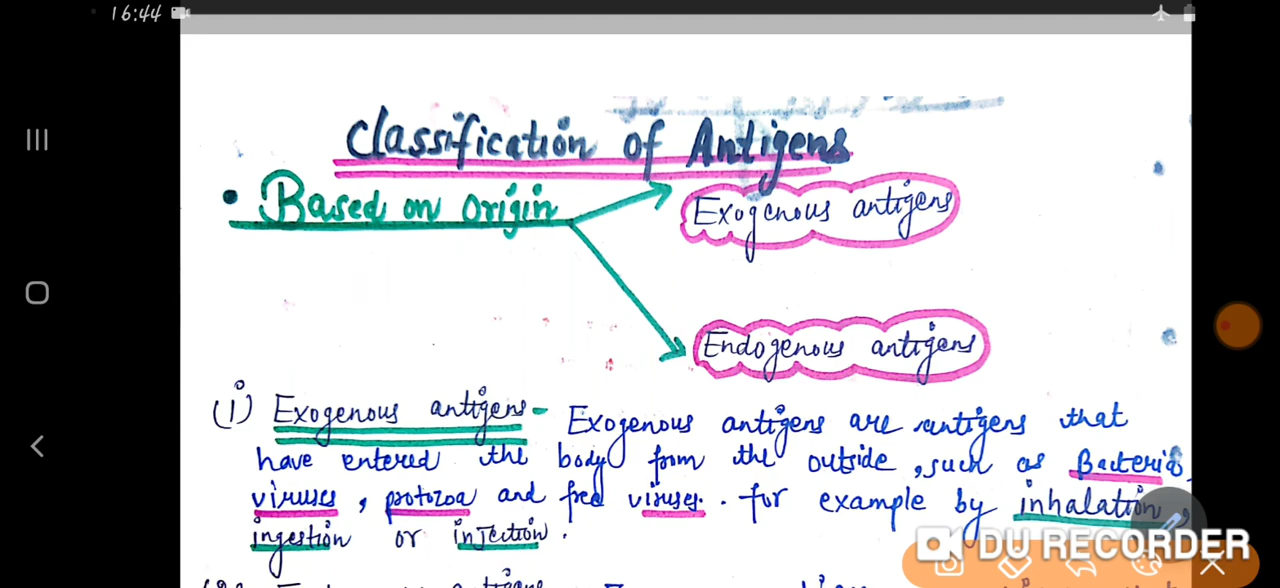 16:44
Classification of Antigens
• Based on origin
Exogenous antigens
Endogenous antigens
(i) Exogenous antigens - Exogenous antigens are antigens that
have entered the body from the outside, such as Bacteria
viruses, protozoa and free viruses. for example by inhalation,
ingestion or injection.
DU RECORDER